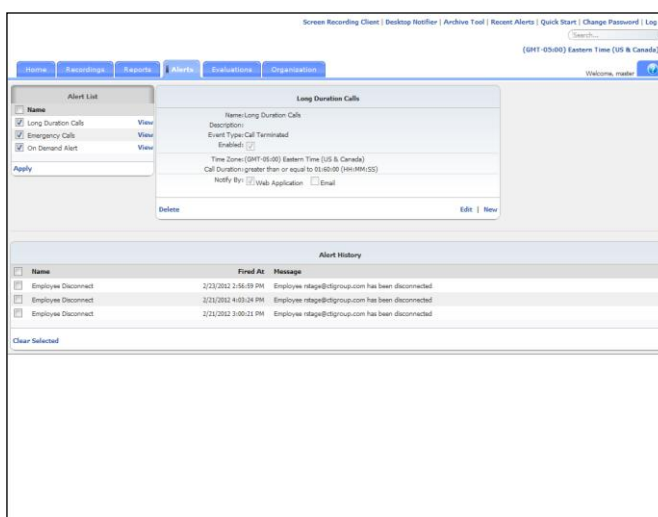 Screen Recording Client | Desktop Notifier | Archive Tool | Recent Alerts | Quick Start | Change Password | Log
Search...
(GMT-05:00) Eastern Time (US & Canada)
Home Recordings Reports Alerts Evaluations Organization
Welcome, master
Alert List
Name
Long Duration Calls View
Emergency Calls View
On Demand Alert View
Apply
Long Duration Calls
Name: Long Duration Calls
Description:
Event Type: Call Terminated
Enabled:
Time Zone: (GMT-05:00) Eastern Time (US & Canada)
Call Duration: greater than or equal to 01:60:00 (HH:MM:SS)
Notify By: Web Application Email
Delete Edit | New
Alert History
Name Fired At Message
Employee Disconnect 2/23/2012 2:56:59 PM Employee rstage@ctigroup.com has been disconnected
Employee Disconnect 2/21/2012 4:03:24 PM Employee rstage@ctigroup.com has been disconnected
Employee Disconnect 2/21/2012 3:00:21 PM Employee rstage@ctigroup.com has been disconnected
Clear Selected